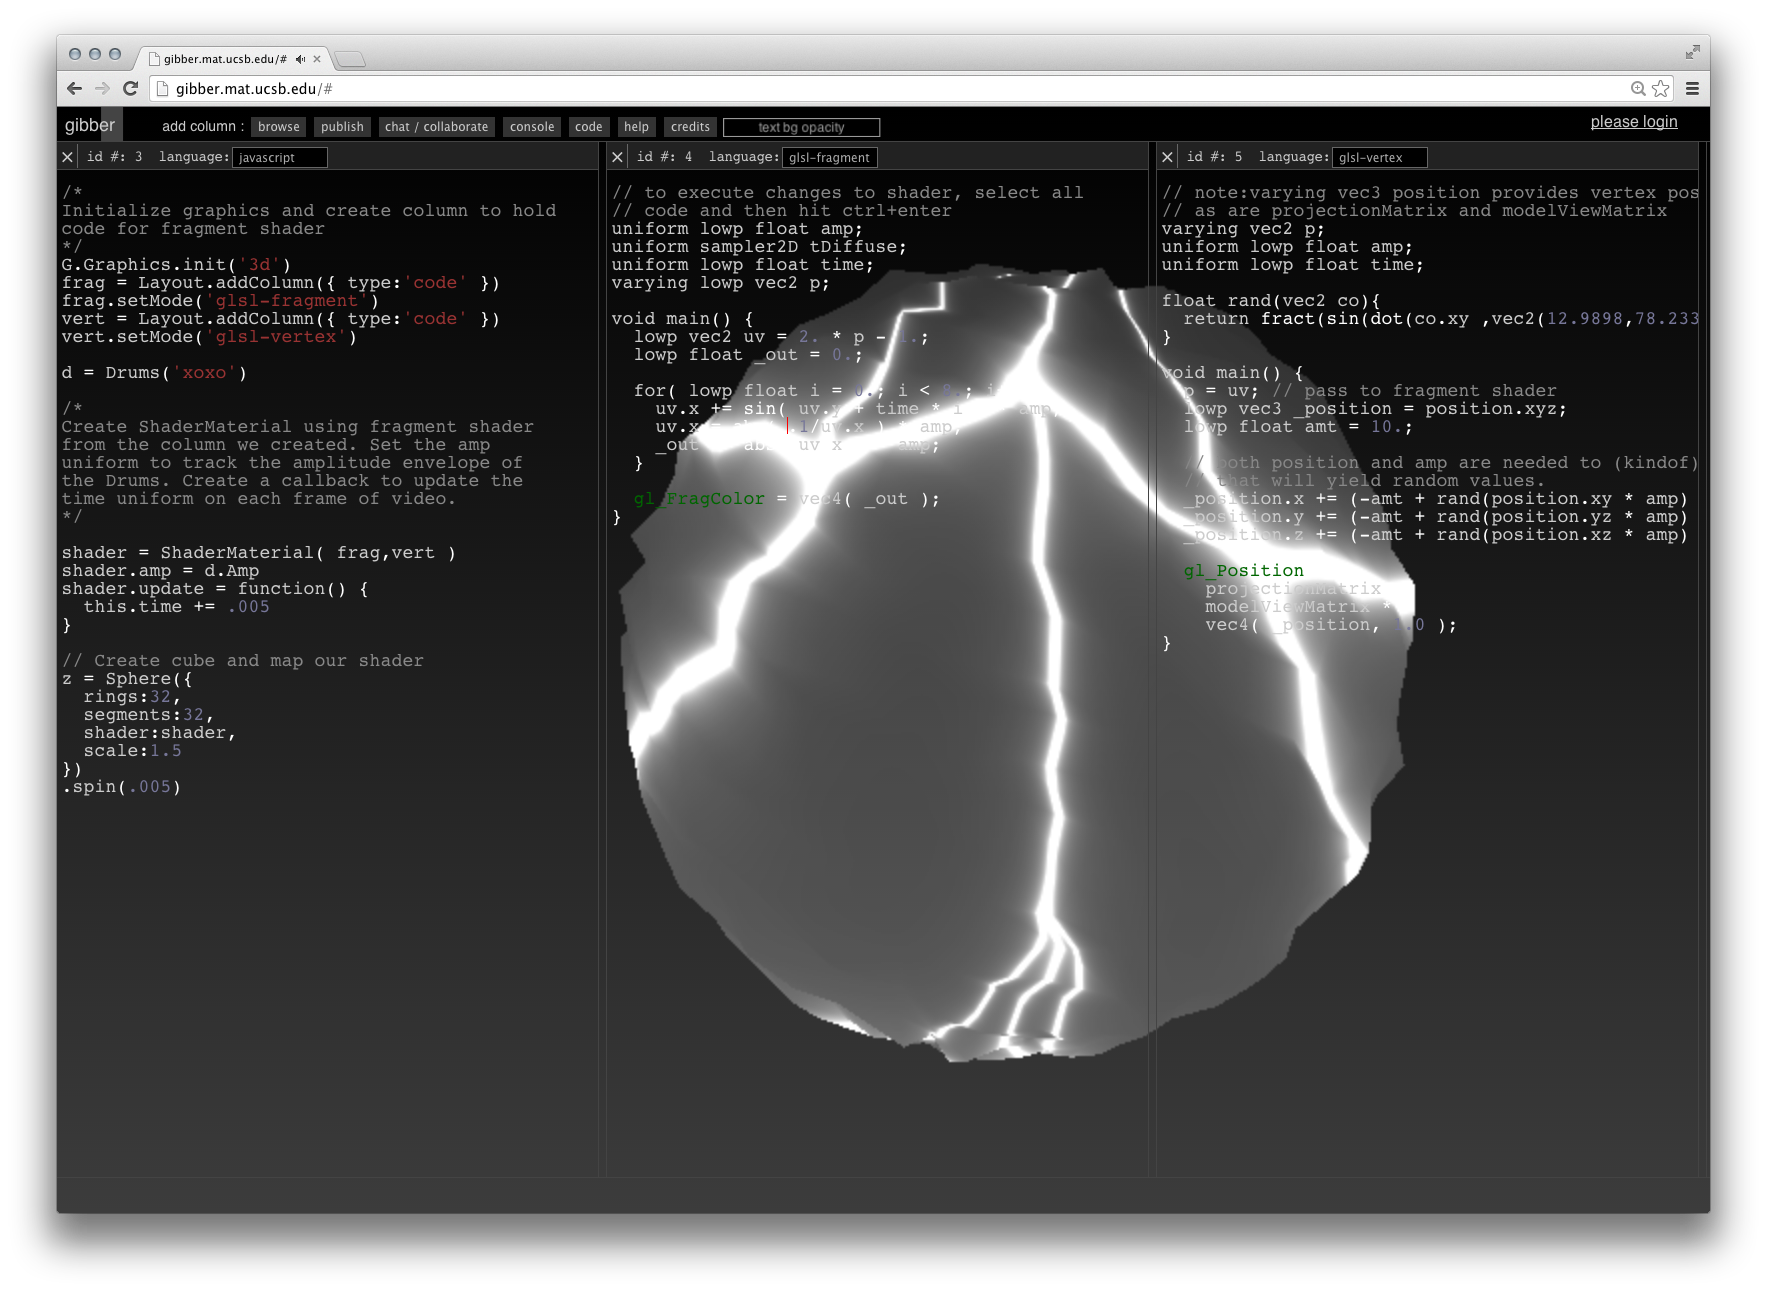 gibber.mat.ucsb.edu/#
gibber.mat.ucsb.edu/#
gibber add column : browse publish chat / collaborate console code help credits text bg opacity please login
id #: 3 language: javascript
/*
Initialize graphics and create column to hold
code for fragment shader
*/
G.Graphics.init('3d')
frag = Layout.addColumn({ type:'code' })
frag.setMode('glsl-fragment')
vert = Layout.addColumn({ type:'code' })
vert.setMode('glsl-vertex')
d = Drums('xoxo')
/*
Create ShaderMaterial using fragment shader
from the column we created. Set the amp
uniform to track the amplitude envelope of
the Drums. Create a callback to update the
time uniform on each frame of video.
*/
shader = ShaderMaterial( frag,vert )
shader.amp = d.Amp
shader.update = function() {
this.time += .005
}
// Create cube and map our shader
z = Sphere({
rings:32,
segments:32,
shader:shader,
scale:1.5
})
.spin(.005)
id #: 4 language: glsl-fragment
// to execute changes to shader, select all
// code and then hit ctrl+enter
uniform lowp float amp;
uniform sampler2D tDiffuse;
uniform lowp float time;
varying lowp vec2 p;
void main() {
lowp vec2 uv = 2. * p - 1.;
lowp float _out = 0.;
for( lowp float i = 0.; i < 8.;
uv.x += sin( uv.y + time * i amp;
uv.x .1/uv.x ) * amp;
_out uv x amp;
}
gl_FragColor = vec4( _out );
}
id #: 5 language: glsl-vertex
// note:varying vec3 position provides vertex pos
// as are projectionMatrix and modelViewMatrix
varying vec2 p;
uniform lowp float amp;
uniform lowp float time;
float rand(vec2 co){
return fract(sin(dot(co.xy ,vec2(12.9898,78.233
}
void main() {
p = uv; // pass to fragment shader
lowp vec3 _position = position.xyz;
lowp float amt = 10.;
// both position and amp are needed to (kindof)
// that will yield random values.
_position.x += (-amt + rand(position.xy * amp)
_position.y += (-amt + rand(position.yz * amp)
_position.z += (-amt + rand(position.xz * amp)
gl_Position
projectionMatrix
modelViewMatrix *
vec4( _position, 1.0 );
}